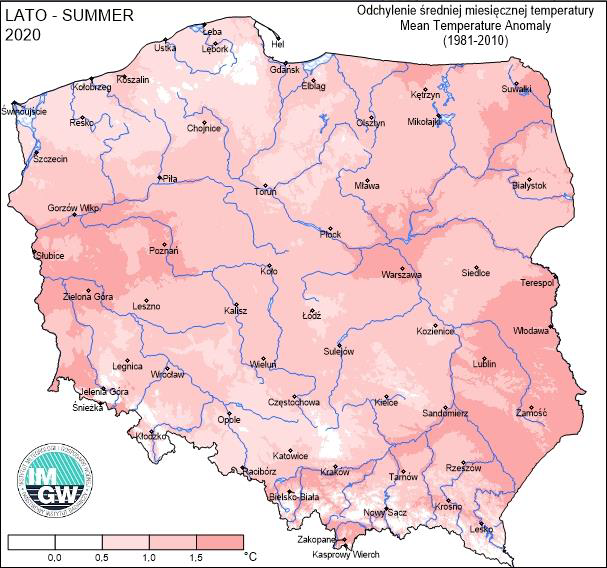 LATO - SUMMER
2020
Odchylenie średniej miesięcznej temperatury
Mean Temperature Anomaly
(1981-2010)
Łeba
Hel
Ustka
Lębork
Gdańsk
Koszalin
Kołobrzeg
Elbląg
Kętrzyn
Suwałki
Świnoujście
Resko
Chojnice
Olsztyn
Mikołajki
Szczecin
Piła
Toruń
Mława
Białystok
Gorzów Wlkp.
Płock
Słubice
Poznań
Koło
Warszawa
Siedlce
Terespol
Zielona Góra
Leszno
Kalisz
Łódź
Kozienice
Włodawa
Legnica
Wrocław
Wieluń
Sulejów
Lublin
Jelenia Góra
Śnieżka
Częstochowa
Kielce
Sandomierz
Zamość
Kłodzko
Opole
Katowice
Racibórz
Kraków
Tarnów
Rzeszów
Bielsko-Biała
Nowy Sącz
Krosno
Lesko
Zakopane
Kasprowy Wierch
IM
GW
0,0 0,5 1,0 1,5 °C